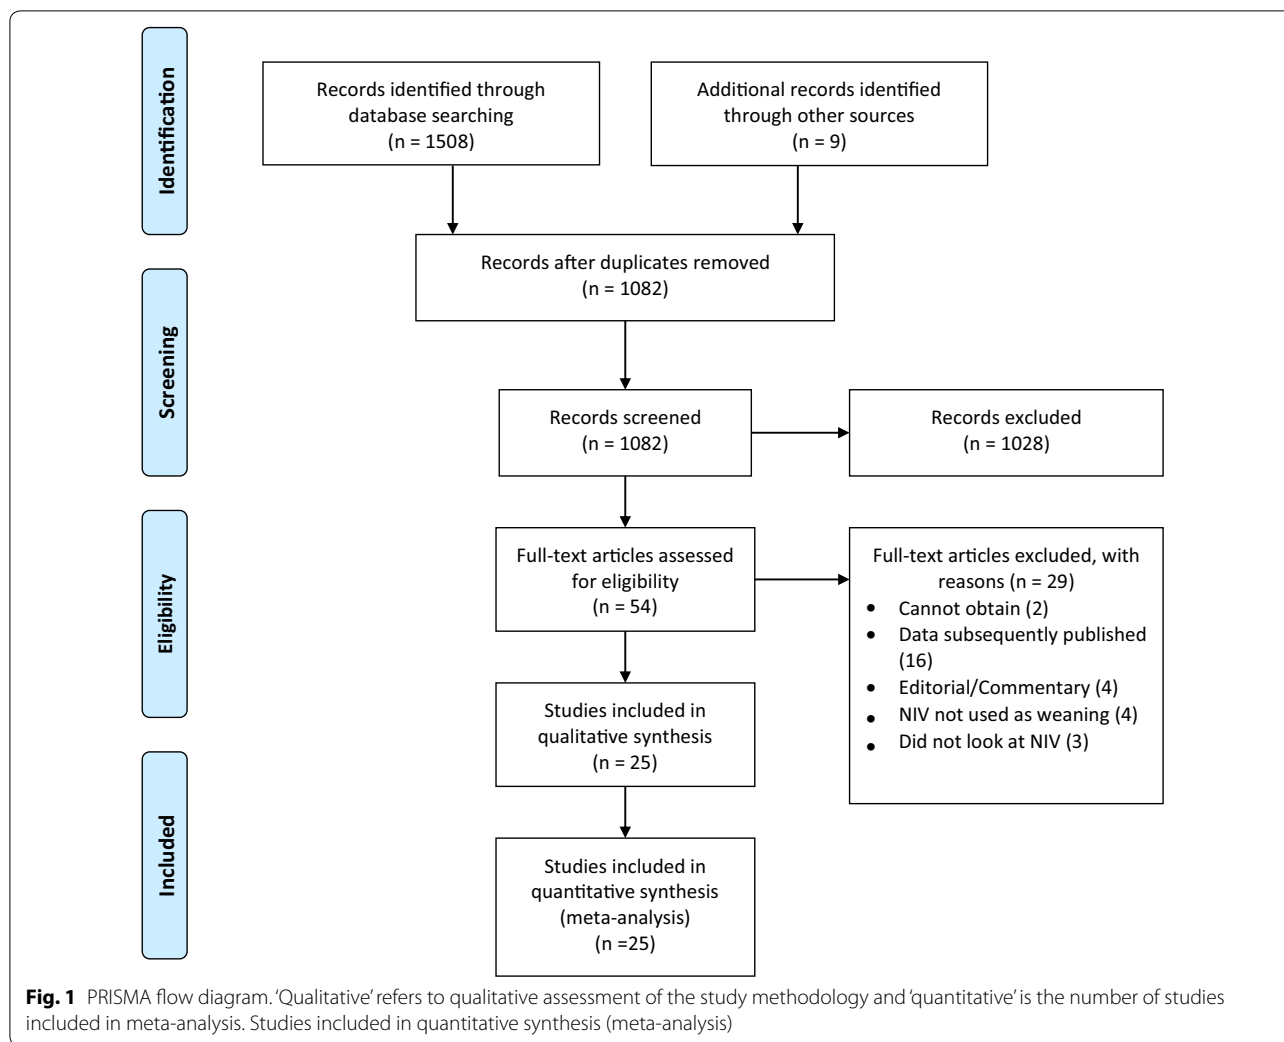 Identification
Records identified through
database searching
(n = 1508)
Additional records identified
through other sources
(n = 9)
Records after duplicates removed
(n = 1082)
Screening
Records screened
(n = 1082)
Records excluded
(n = 1028)
Eligibility
Full-text articles assessed
for eligibility
(n = 54)
Full-text articles excluded, with
reasons (n = 29)
• Cannot obtain (2)
• Data subsequently published
(16)
• Editorial/Commentary (4)
• NIV not used as weaning (4)
• Did not look at NIV (3)
Studies included in
qualitative synthesis
(n = 25)
Included
Studies included in
quantitative synthesis
(meta-analysis)
(n =25)
Fig. 1 PRISMA flow diagram. ‘Qualitative’ refers to qualitative assessment of the study methodology and ‘quantitative’ is the number of studies
included in meta-analysis. Studies included in quantitative synthesis (meta-analysis)